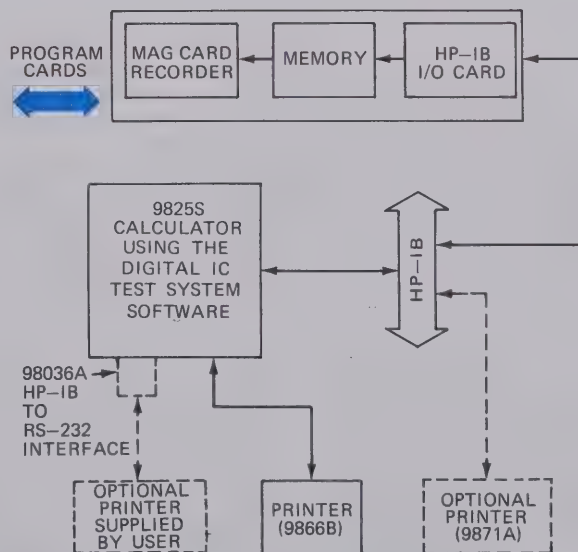 PROGRAM
CARDS
MAG CARD
RECORDER
MEMORY
HP–IB
I/O CARD
9825S
CALCULATOR
USING THE
DIGITAL IC
TEST SYSTEM
SOFTWARE
HP–IB
98036A
HP–IB
TO
RS–232
INTERFACE
OPTIONAL
PRINTER
SUPPLIED
BY USER
PRINTER
(9866B)
OPTIONAL
PRINTER
(9871A)